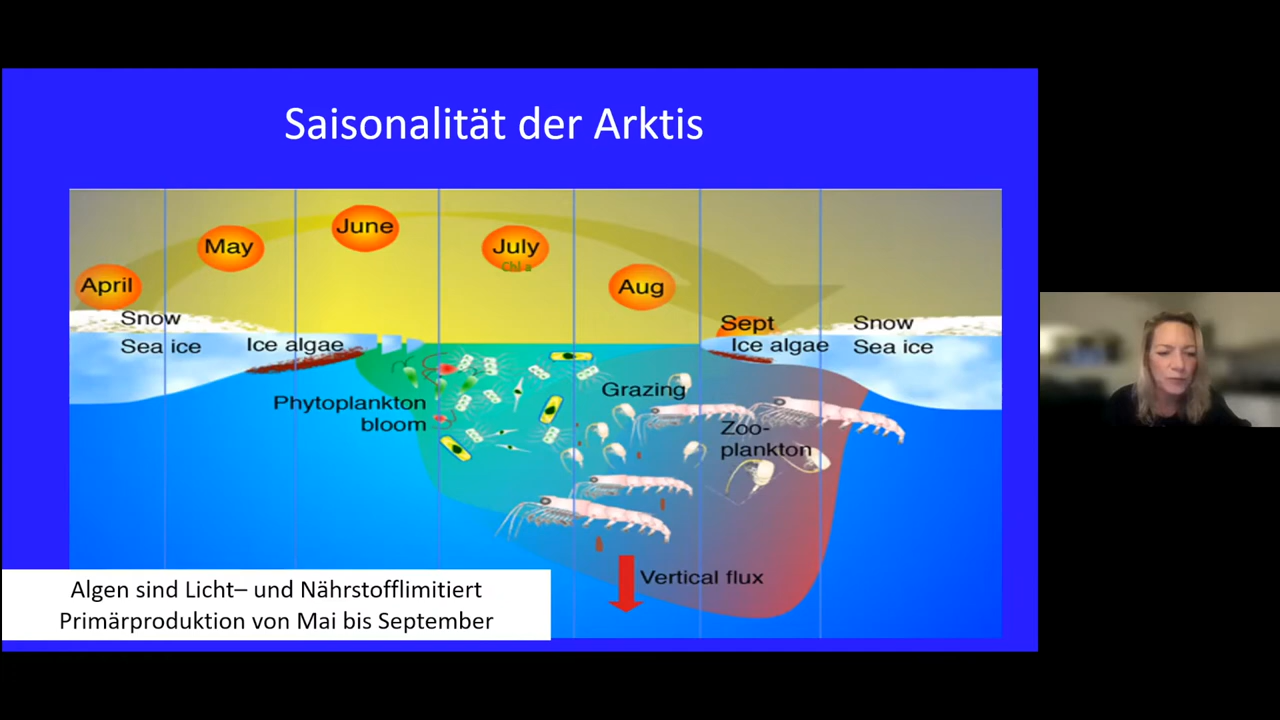 Saisonalität der Arktis
June
May
July
Chl a
April
Aug
Snow
Sept
Snow
Sea ice
Ice algae
Ice algae
Sea ice
Grazing
Phytoplankton
bloom
Zoo-
plankton
Vertical flux
Algen sind Licht– und Nährstofflimitiert
Primärproduktion von Mai bis September